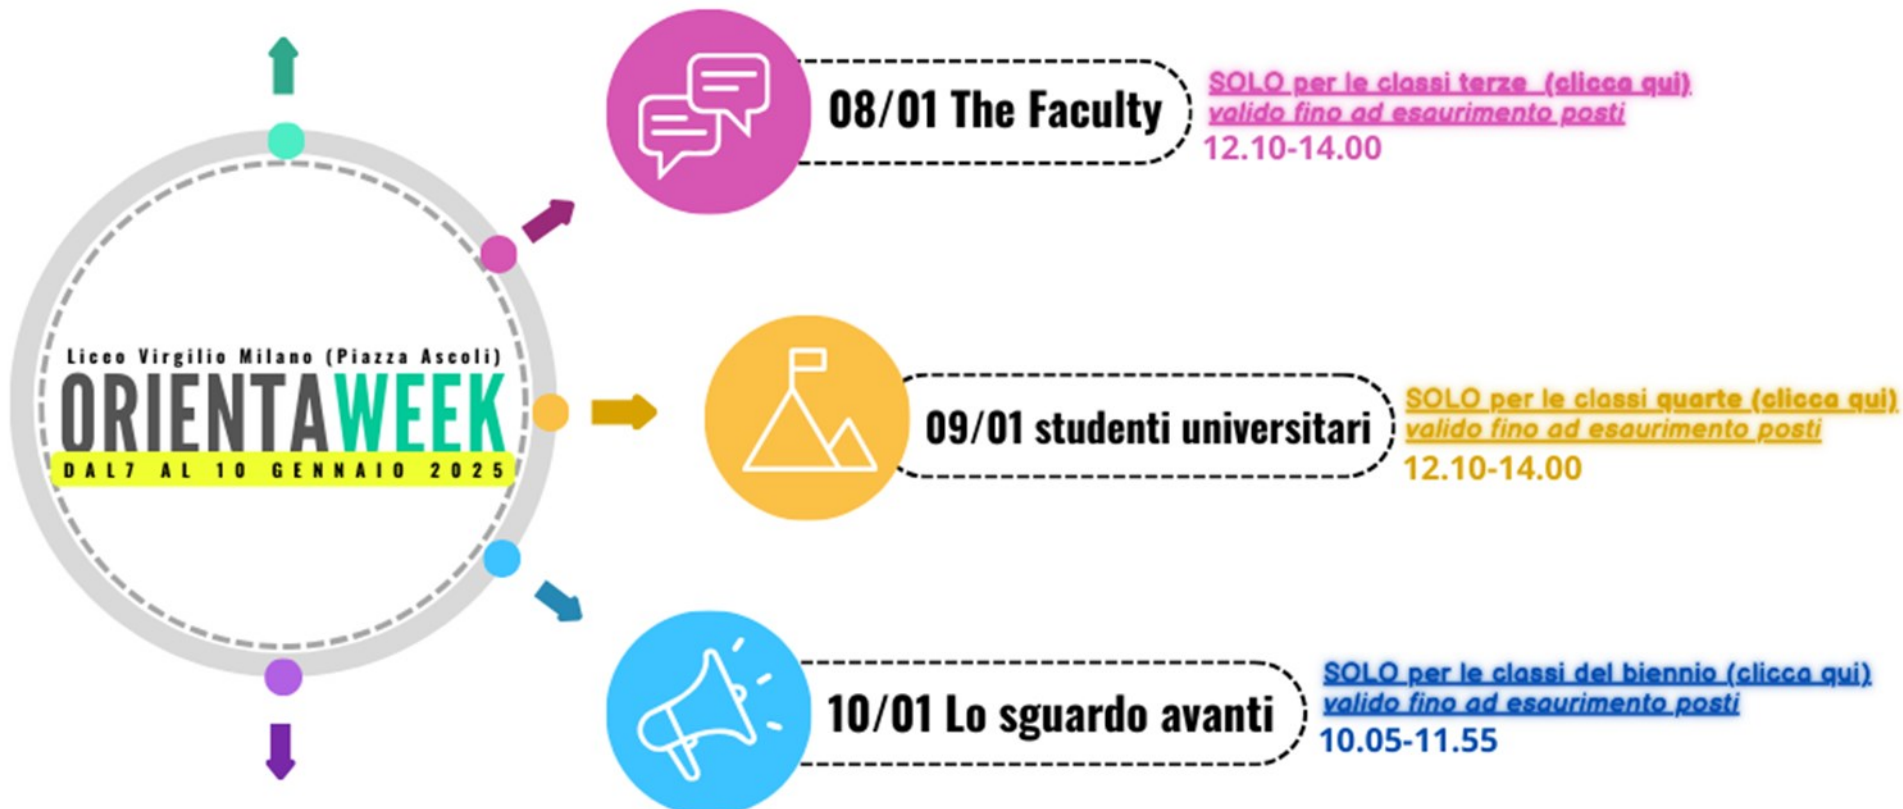 Liceo Virgilio Milano (Piazza Ascoli)
ORIENTAWEEK
DAL7 AL 10 GENNAIO 2025
08/01 The Faculty
SOLO per le classi terze (clicca qui)
valido fino ad esaurimento posti
12.10-14.00
09/01 studenti universitari
SOLO per le classi quarte (clicca qui)
valido fino ad esaurimento posti
12.10-14.00
10/01 Lo sguardo avanti
SOLO per le classi del biennio (clicca qui)
valido fino ad esaurimento posti
10.05-11.55